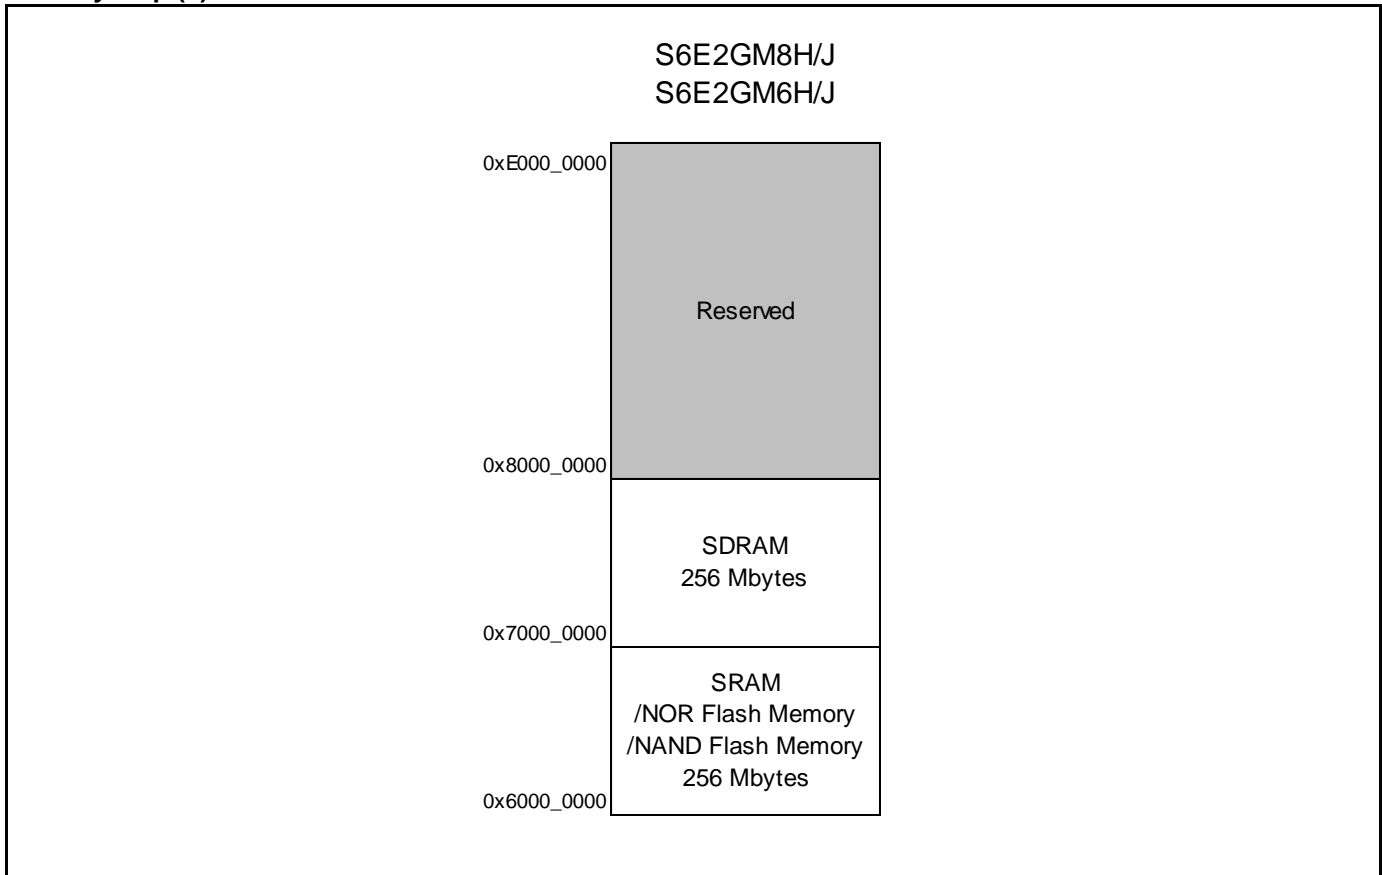 S6E2GM8H/J
S6E2GM6H/J
0xE000_0000
Reserved
0x8000_0000
SDRAM
256 Mbytes
0x7000_0000
SRAM
/NOR Flash Memory
/NAND Flash Memory
256 Mbytes
0x6000_0000